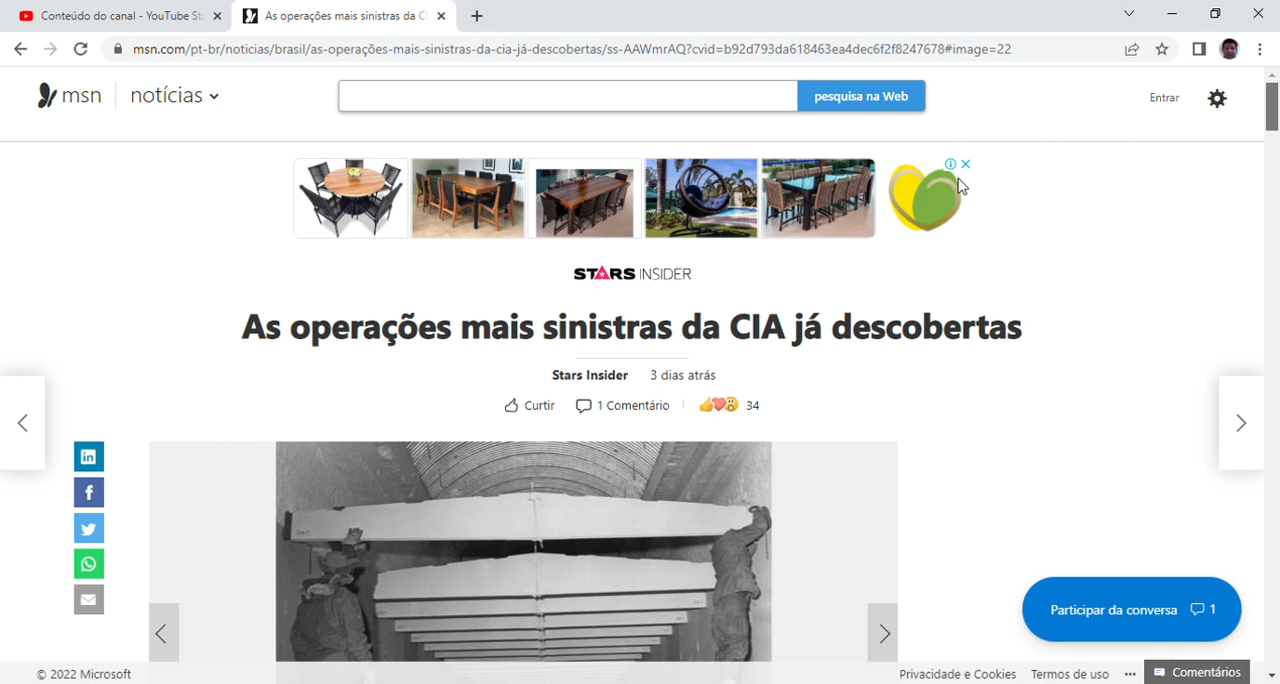 Conteúdo do canal - YouTube St
As operações mais sinistras da C
msn.com/pt-br/noticias/brasil/as-operações-mais-sinistras-da-cia-já-descobertas/ss-AAWmrAQ?cvid=b92d793da618463ea4dec6f2f8247678#image=22
msn
notícias
pesquisa na Web
Entrar
STARS INSIDER
As operações mais sinistras da CIA já descobertas
Stars Insider 3 dias atrás
Curtir 1 Comentário 34
Participar da conversa 1
© 2022 Microsoft
Privacidade e Cookies Termos de uso ... Comentários